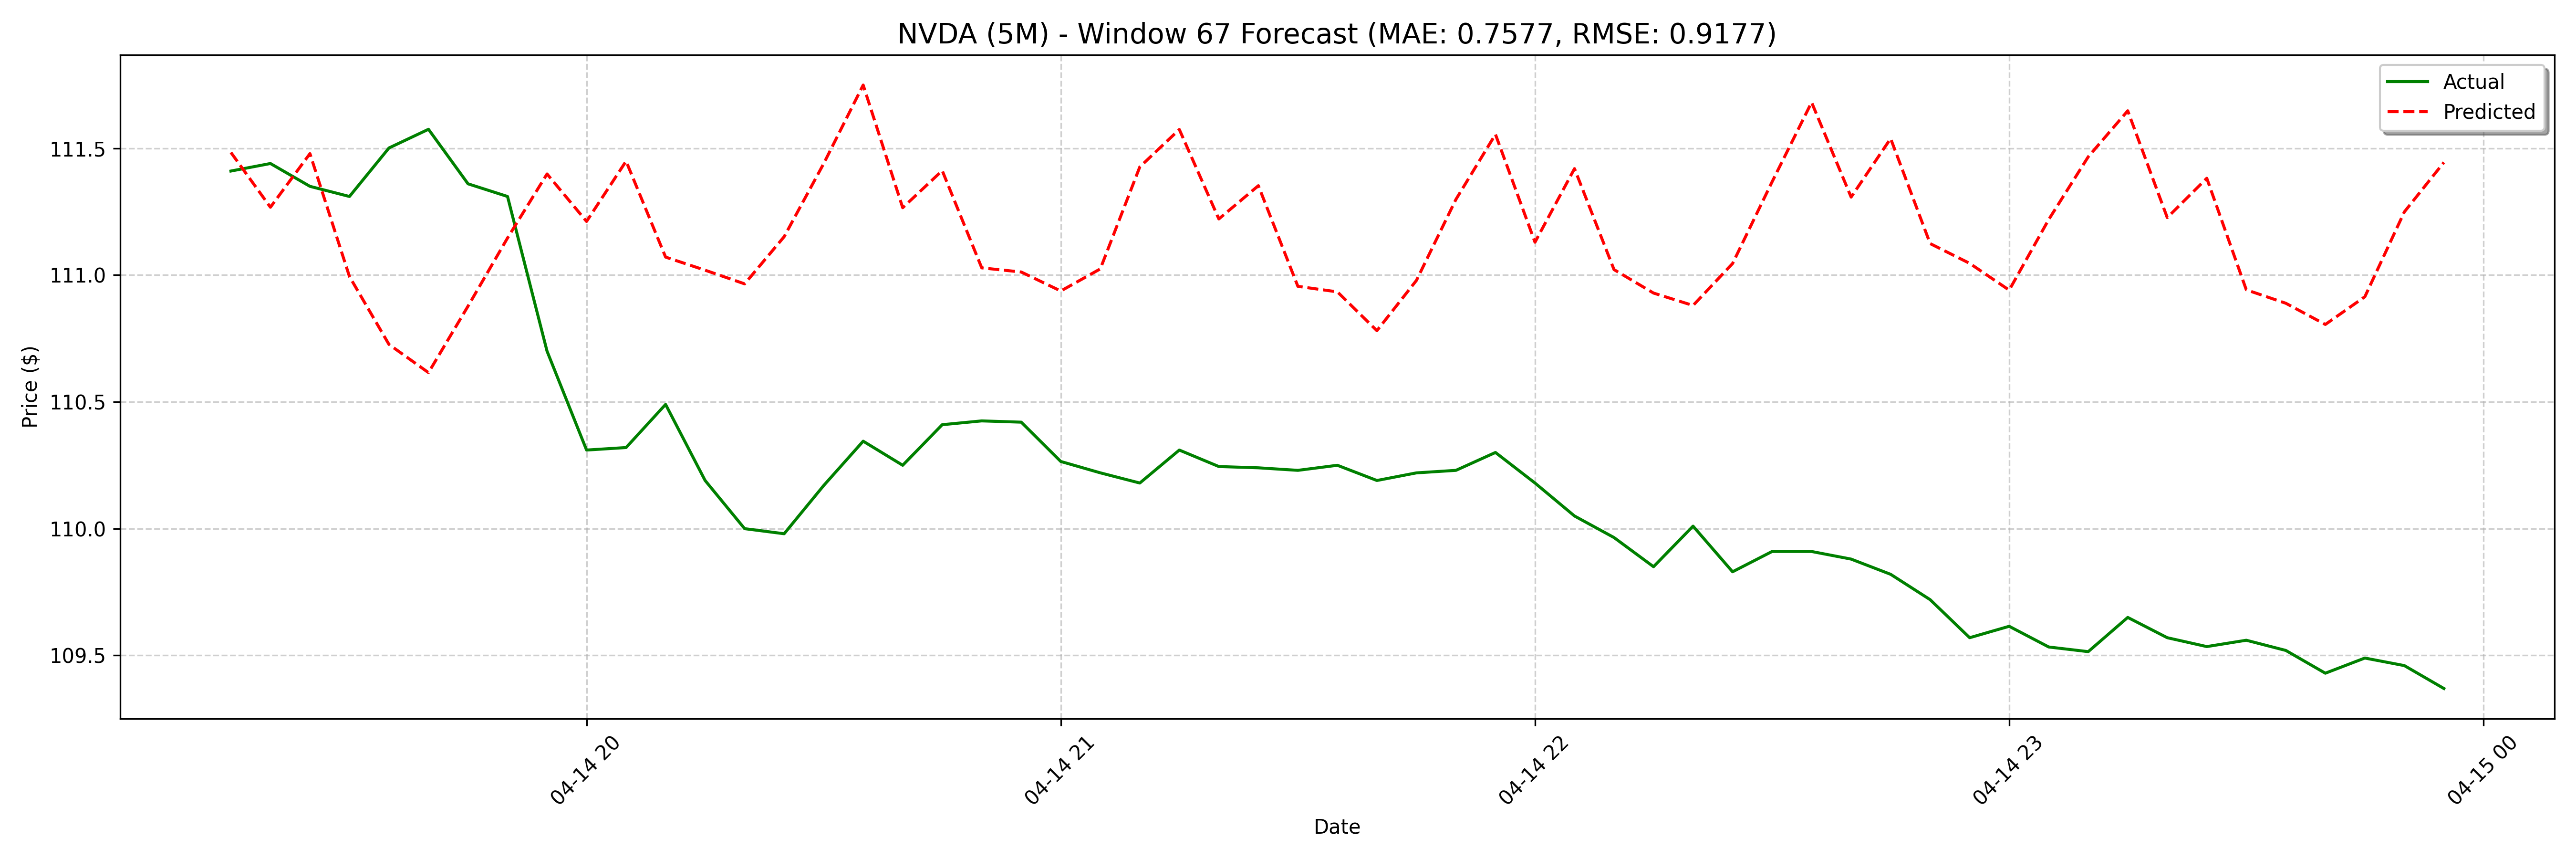 NVDA (5M) - Window 67 Forecast (MAE: 0.7577, RMSE: 0.9177)
Actual
Predicted
111.5
111.0
110.5
110.0
109.5
Price ($)
04-14 20
04-14 21
04-14 22
04-14 23
04-15 00
Date